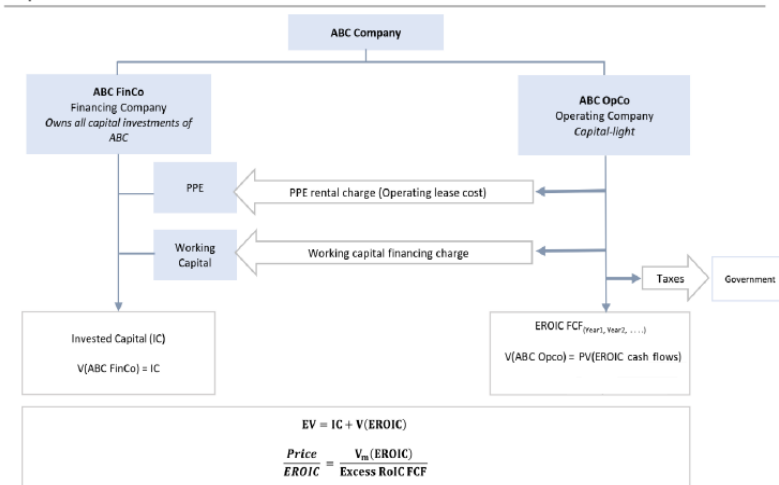 ABC Company
ABC FinCo
Financing Company
Owns all capital investments of
ABC
ABC OpCo
Operating Company
Capital-light
PPE
PPE rental charge (Operating lease cost)
Working
Capital
Working capital financing charge
Taxes
Government
Invested Capital (IC)
V(ABC FinCo) = IC
EROIC FCF(Year1, Year2, ....)
V(ABC Opco) = PV(EROIC cash flows)
EV = IC + V(EROIC)
Price/EROIC = Vm(EROIC)/Excess RoIC FCF